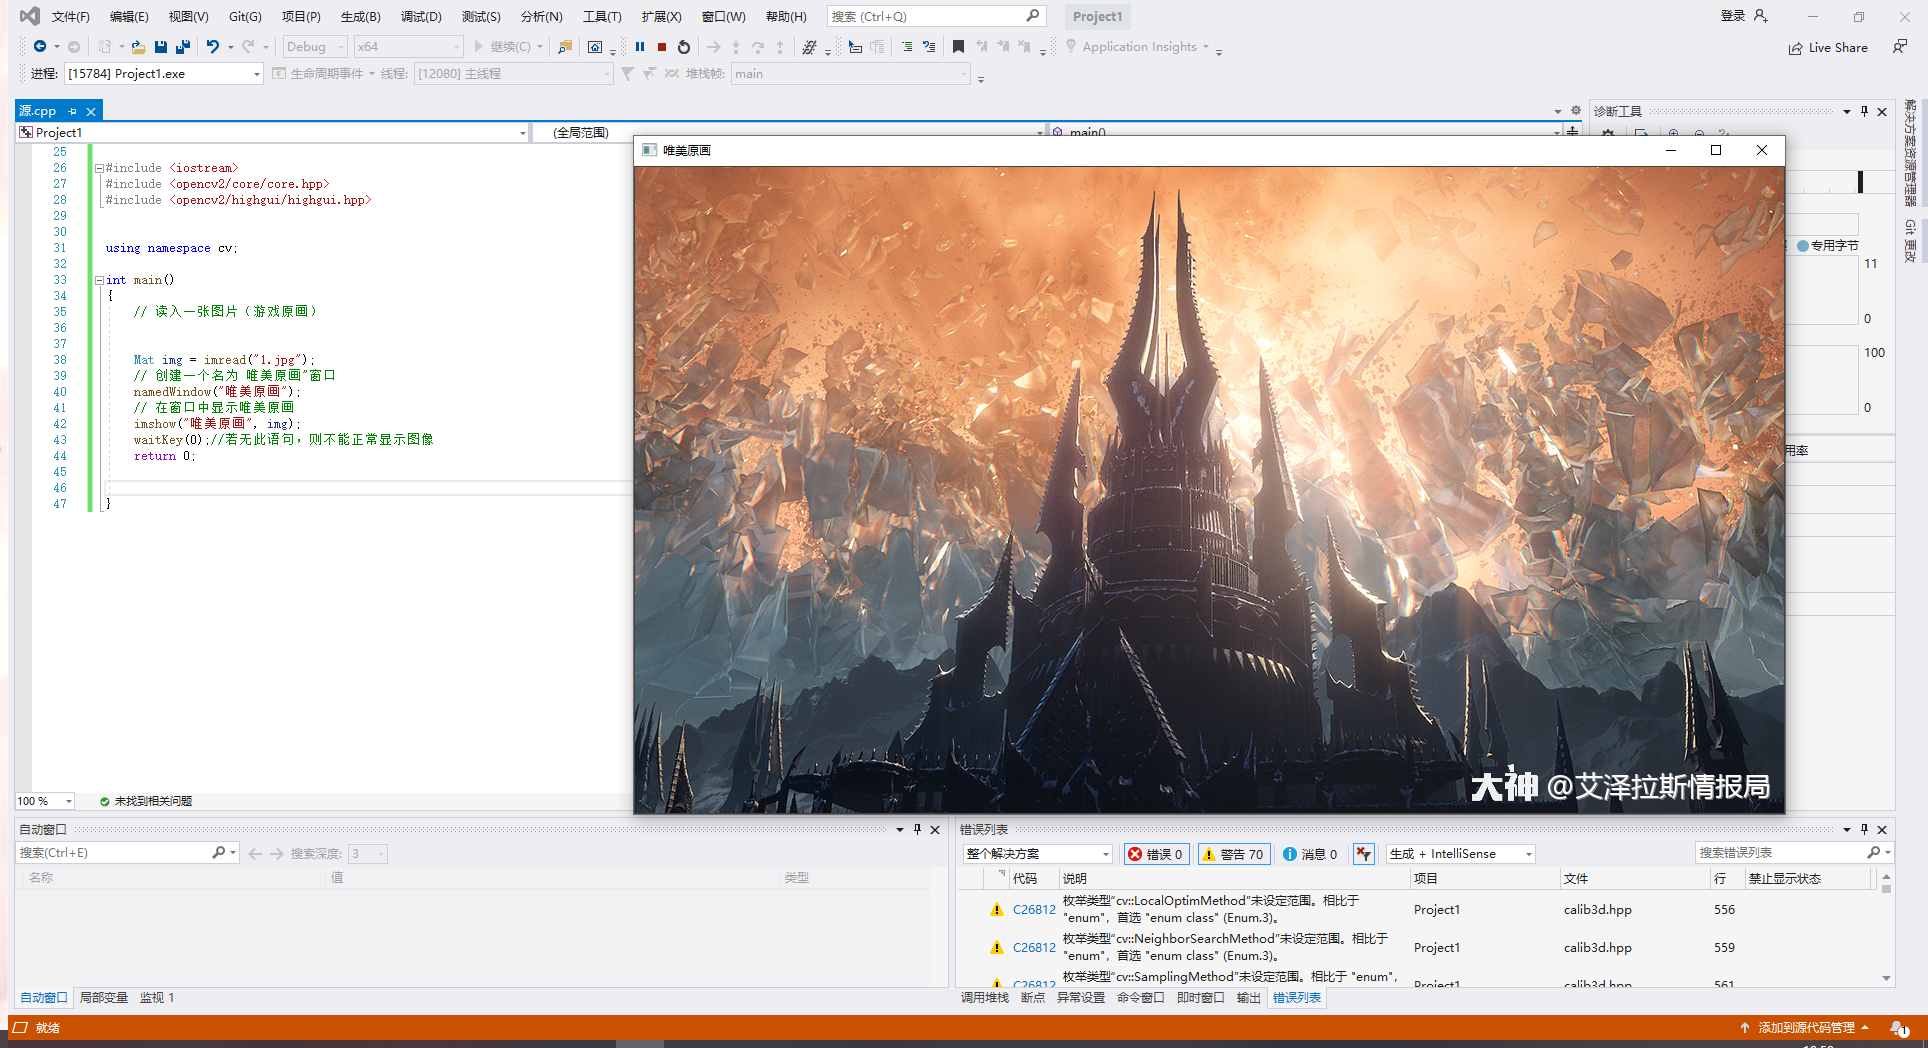 文件(F) 编辑(E) 视图(V) Git(G) 项目(P) 生成(B) 调试(D) 测试(S) 分析(N) 工具(T) 扩展(X) 窗口(W) 帮助(H) 搜索 (Ctrl+Q) Project1 登录
Debug x64 继续(C) Application Insights Live Share
进程: [15784] Project1.exe 生命周期事件 线程: [12080] 主线程 堆栈帧: main
源.cpp
Project1 (全局范围) main()
25
26 #include <iostream>
27 #include <opencv2/core/core.hpp>
28 #include <opencv2/highgui/highgui.hpp>
29
30
31 using namespace cv;
32
33 int main()
34 {
35 // 读入一张图片（游戏原画）
36
37
38 Mat img = imread("1.jpg");
39 // 创建一个名为 唯美原画"窗口
40 namedWindow("唯美原画");
41 // 在窗口中显示唯美原画
42 imshow("唯美原画", img);
43 waitKey(0);//若无此语句，则不能正常显示图像
44 return 0;
45
46
47 }
唯美原画
大神 @艾泽拉斯情报局
诊断工具
专用字节
11
0
100
0
用率
解决方案资源管理器
Git 更改
100 % 未找到相关问题
自动窗口
搜索(Ctrl+E) 搜索深度: 3
名称 值 类型
自动窗口 局部变量 监视 1
错误列表
整个解决方案 错误 0 警告 70 消息 0 生成 + IntelliSense 搜索错误列表
代码 说明 项目 文件 行 禁止显示状态
C26812 枚举类型"cv::LocalOptimMethod"未设定范围。相比于 "enum"，首选 "enum class" (Enum.3)。 Project1 calib3d.hpp 556
C26812 枚举类型"cv::NeighborSearchMethod"未设定范围。相比于 "enum"，首选 "enum class" (Enum.3)。 Project1 calib3d.hpp 559
C26812 枚举类型"cv::SamplingMethod"未设定范围。相比于 "enum"， Project1 calib3d.hpp 561
调用堆栈 断点 异常设置 命令窗口 即时窗口 输出 错误列表
就绪 添加到源代码管理 1